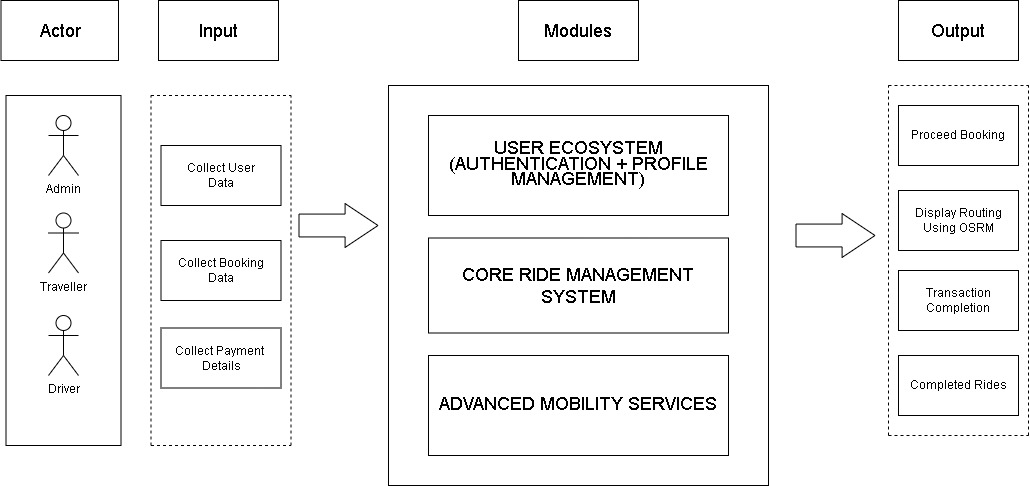 Actor
Input
Modules
Output
Admin
Traveller
Driver
Collect User
Data
Collect Booking
Data
Collect Payment
Details
USER ECOSYSTEM
(AUTHENTICATION + PROFILE
MANAGEMENT)
CORE RIDE MANAGEMENT
SYSTEM
ADVANCED MOBILITY SERVICES
Proceed Booking
Display Routing
Using OSRM
Transaction
Completion
Completed Rides